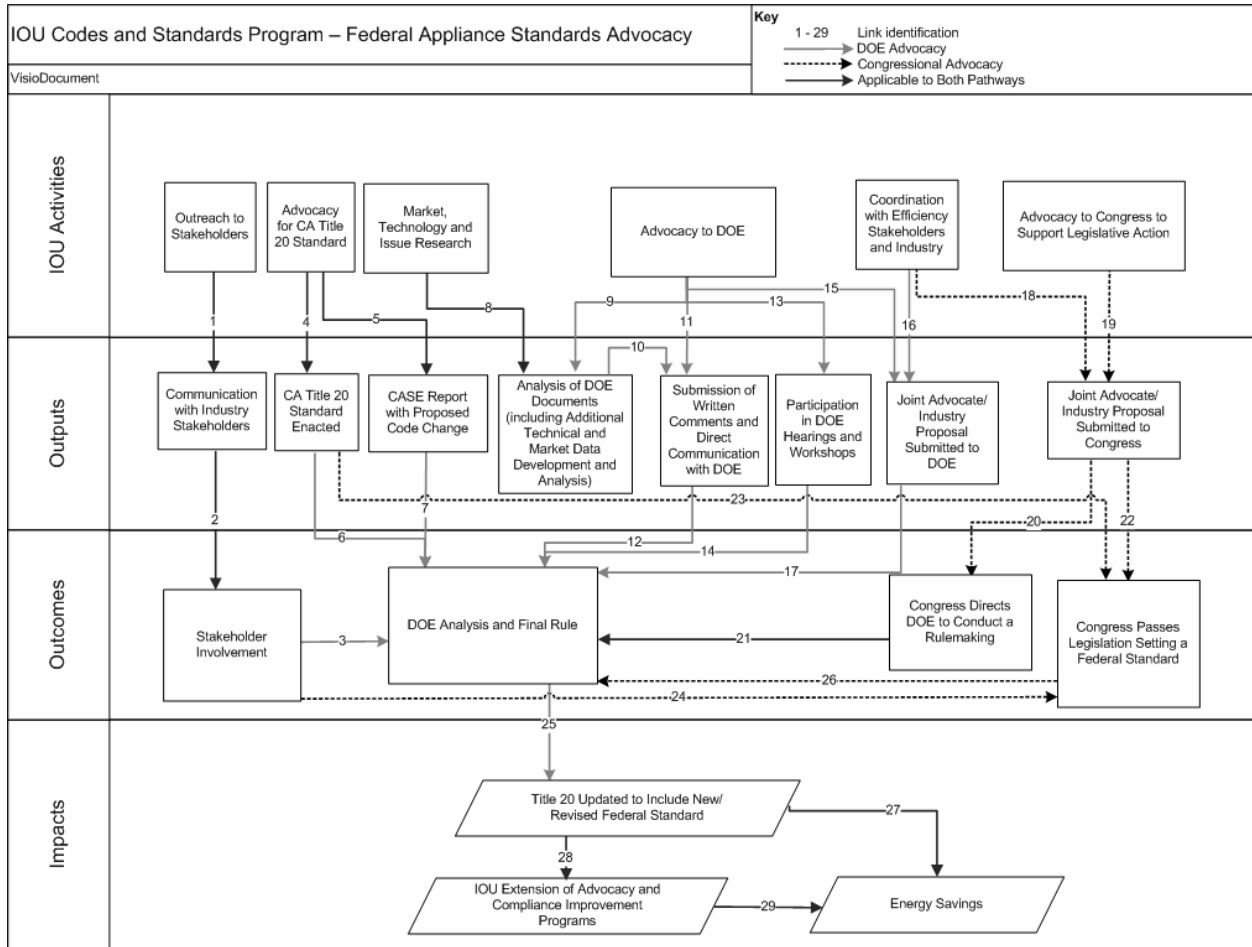 IOU Codes and Standards Program – Federal Appliance Standards Advocacy
VisioDocument
Key
1 - 29 Link identification
DOE Advocacy
Congressional Advocacy
Applicable to Both Pathways
IOU Activities
Outreach to
Stakeholders
Advocacy
for CA Title
20 Standard
Market,
Technology and
Issue Research
Advocacy to DOE
Coordination
with Efficiency
Stakeholders
and Industry
Advocacy to Congress to
Support Legislative Action
1
4
5
8
9
11
13
15
16
18
19
Outputs
10
Communication
with Industry
Stakeholders
CA Title 20
Standard
Enacted
CASE Report
with Proposed
Code Change
Analysis of DOE
Documents
(including Additional
Technical and
Market Data
Development and
Analysis)
Submission of
Written
Comments and
Direct
Communication
with DOE
Participation
in DOE
Hearings and
Workshops
Joint Advocate/
Industry
Proposal
Submitted to
DOE
Joint Advocate/
Industry Proposal
Submitted to
Congress
2
7
23
20
22
Outcomes
6
12
14
17
Stakeholder
Involvement
3
DOE Analysis and Final Rule
21
Congress Directs
DOE to Conduct a
Rulemaking
Congress Passes
Legislation Setting a
Federal Standard
26
24
25
Impacts
Title 20 Updated to Include New/
Revised Federal Standard
27
28
IOU Extension of Advocacy and
Compliance Improvement
Programs
29
Energy Savings